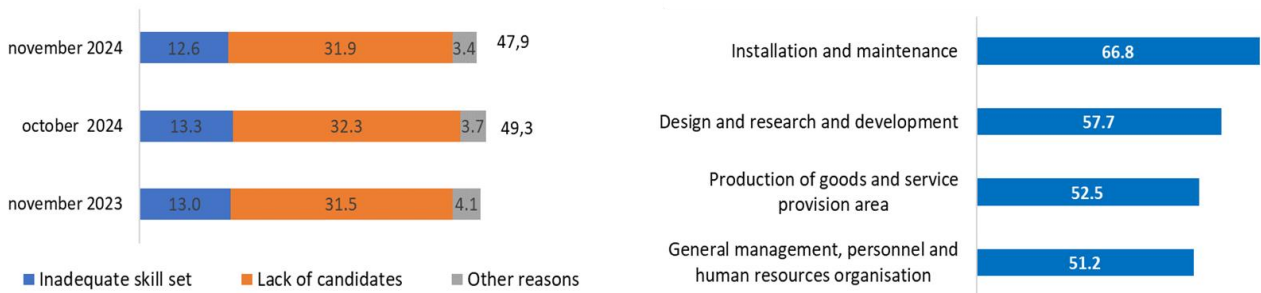 november 2024
12.6
31.9
3.4
47,9
october 2024
13.3
32.3
3.7
49,3
november 2023
13.0
31.5
4.1
Inadequate skill set
Lack of candidates
Other reasons
Installation and maintenance
66.8
Design and research and development
57.7
Production of goods and service
provision area
52.5
General management, personnel and
human resources organisation
51.2